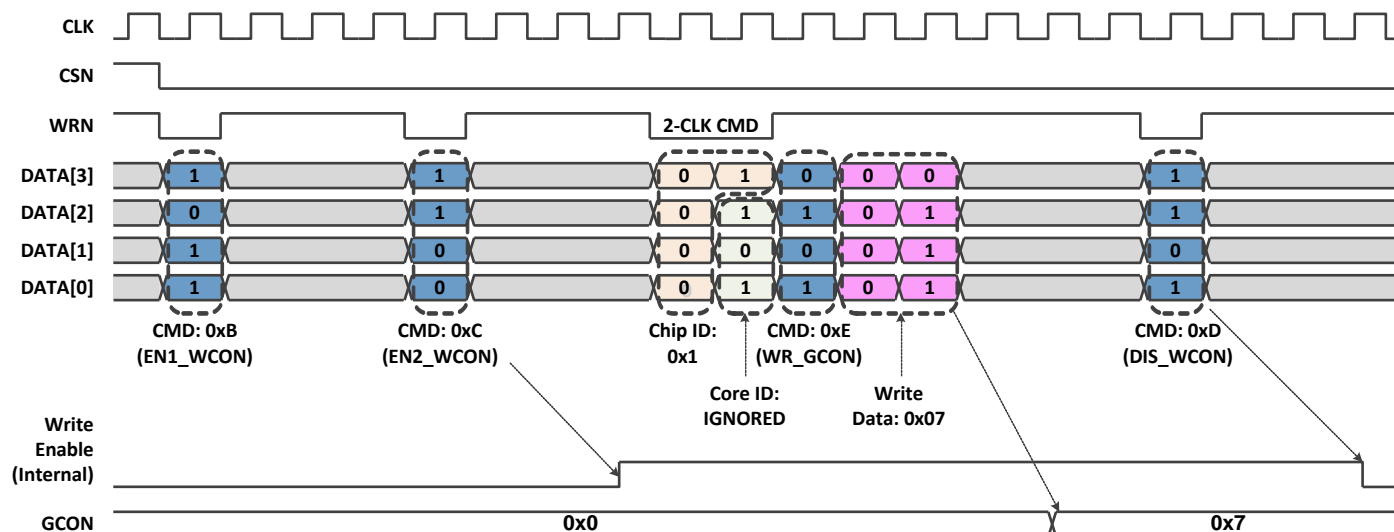 CLK
CSN
WRN 2-CLK CMD
DATA[3] 1 1 0 1 0 0 0 1
DATA[2] 0 1 0 1 1 0 1 1
DATA[1] 1 0 0 0 0 0 1 0
DATA[0] 1 0 0 1 1 0 1 1
CMD: 0xB
(EN1_WCON)
CMD: 0xC
(EN2_WCON)
Chip ID:
0x1
CMD: 0xE
(WR_GCON)
CMD: 0xD
(DIS_WCON)
Core ID:
IGNORED
Write
Data: 0x07
Write
Enable
(Internal)
GCON 0x0 0x7